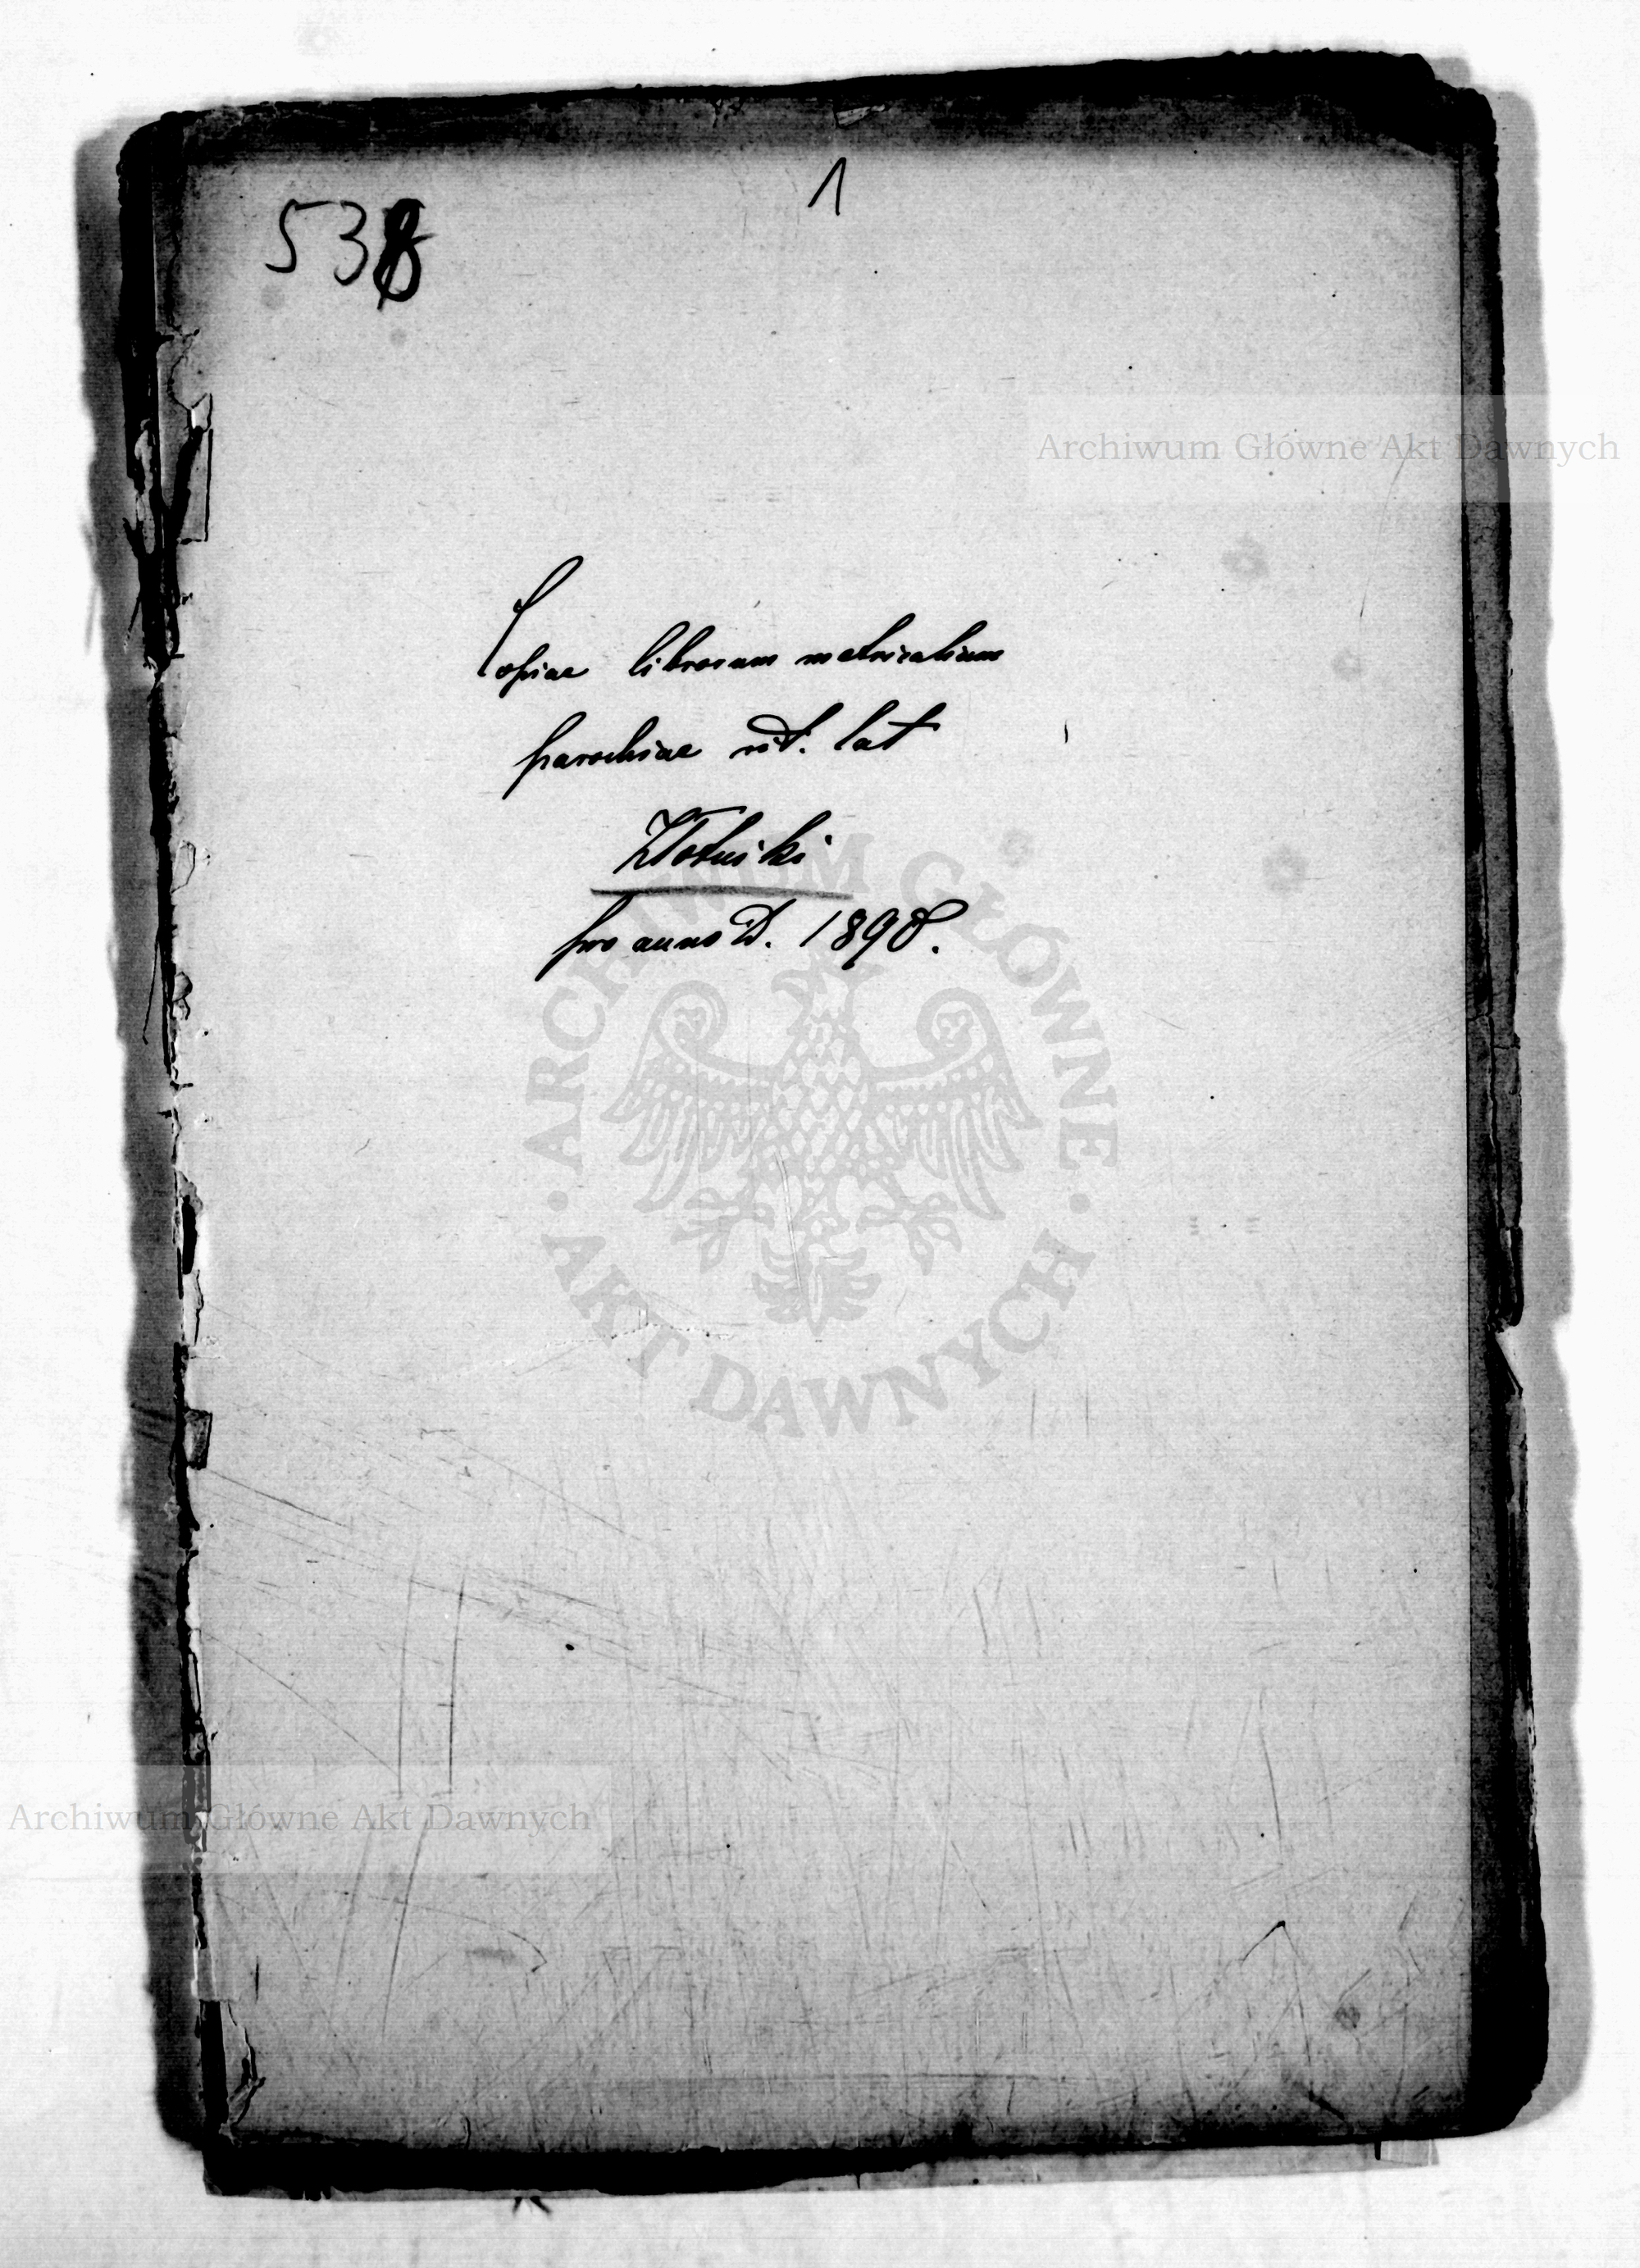 1
538
Archiwum Główne Akt Dawnych
Copiae librorum metricalium
parochiae rit. lat
Złotniki
pro anno D. 1898.
ARCHIWUM GŁÓWNE
AKT DAWNYCH
Archiwum Główne Akt Dawnych